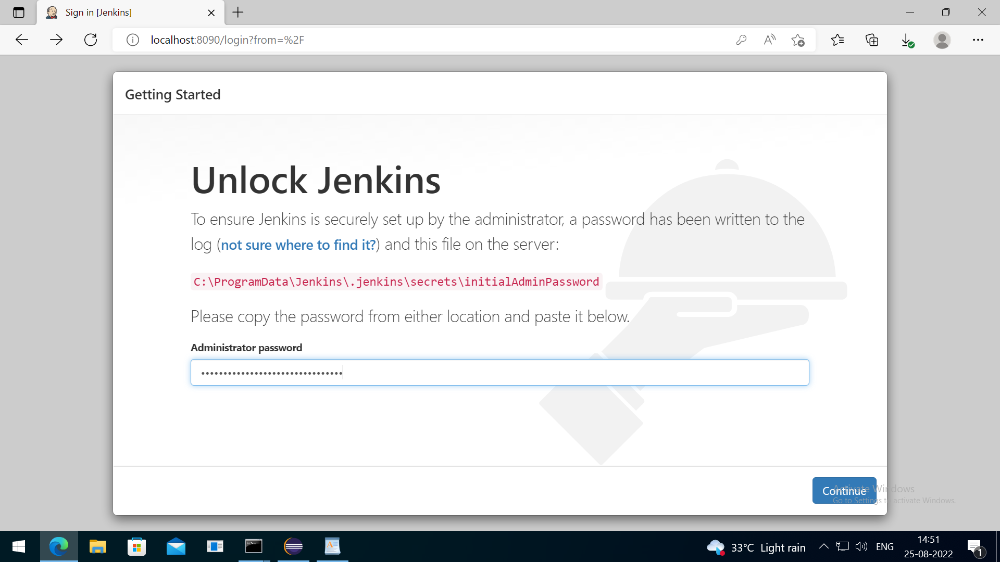 Sign in [Jenkins]
localhost:8090/login?from=%2F
Getting Started
Unlock Jenkins
To ensure Jenkins is securely set up by the administrator, a password has been written to the
log (not sure where to find it?) and this file on the server:
C:\ProgramData\Jenkins\.jenkins\secrets\initialAdminPassword
Please copy the password from either location and paste it below.
Administrator password
••••••••••••••••••••••••••••••••
Continue
Activate Windows
Go to Settings to activate Windows.
33°C Light rain
ENG
14:51
25-08-2022
1